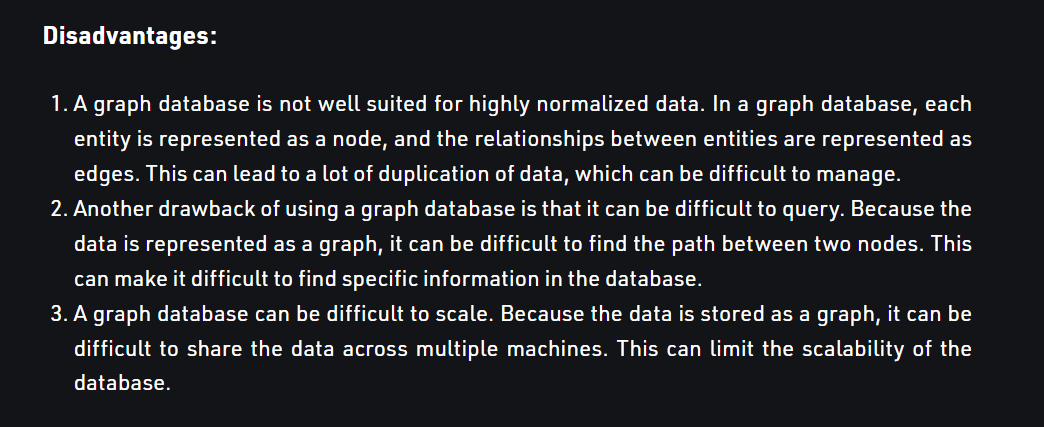 Disadvantages:
1. A graph database is not well suited for highly normalized data. In a graph database, each
entity is represented as a node, and the relationships between entities are represented as
edges. This can lead to a lot of duplication of data, which can be difficult to manage.
2. Another drawback of using a graph database is that it can be difficult to query. Because the
data is represented as a graph, it can be difficult to find the path between two nodes. This
can make it difficult to find specific information in the database.
3. A graph database can be difficult to scale. Because the data is stored as a graph, it can be
difficult to share the data across multiple machines. This can limit the scalability of the
database.